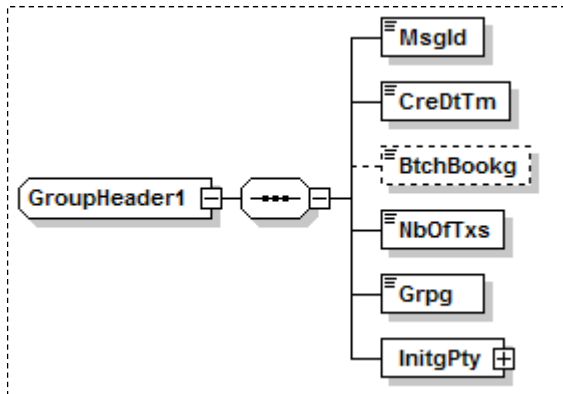 MsgId
CreDtTm
BtchBookg
GroupHeader1
NbOfTxs
Grpg
InitgPty